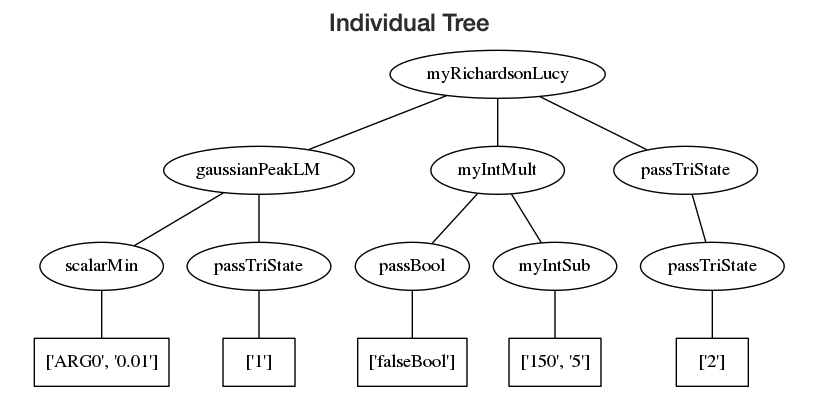 Individual Tree
myRichardsonLucy
gaussianPeakLM
myIntMult
passTriState
scalarMin
passTriState
passBool
myIntSub
passTriState
['ARG0', '0.01']
['1']
['falseBool']
['150', '5']
['2']